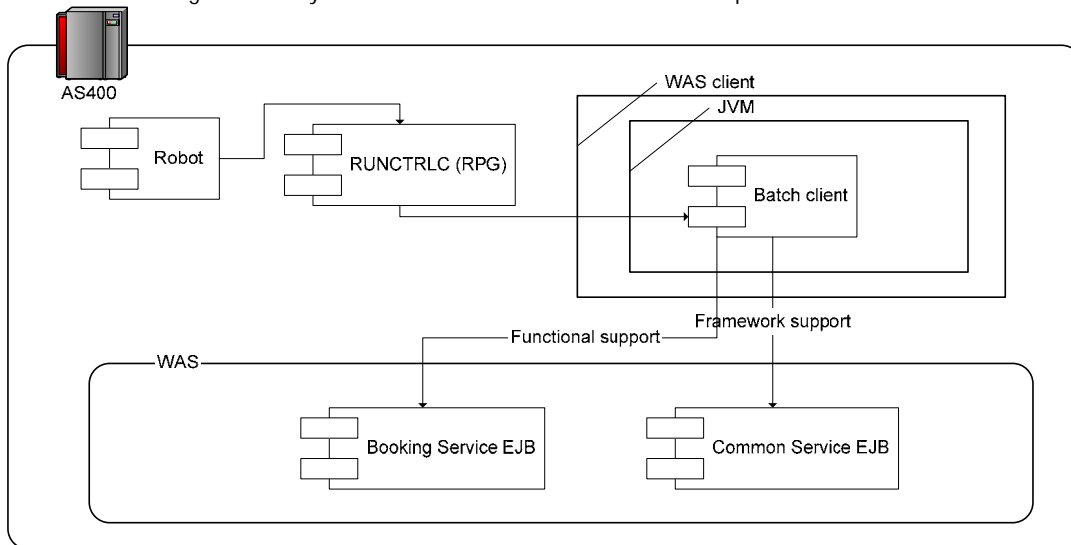 AS400
WAS client
JVM
Robot
RUNCTRLC (RPG)
Batch client
Functional support
Framework support
WAS
Booking Service EJB
Common Service EJB